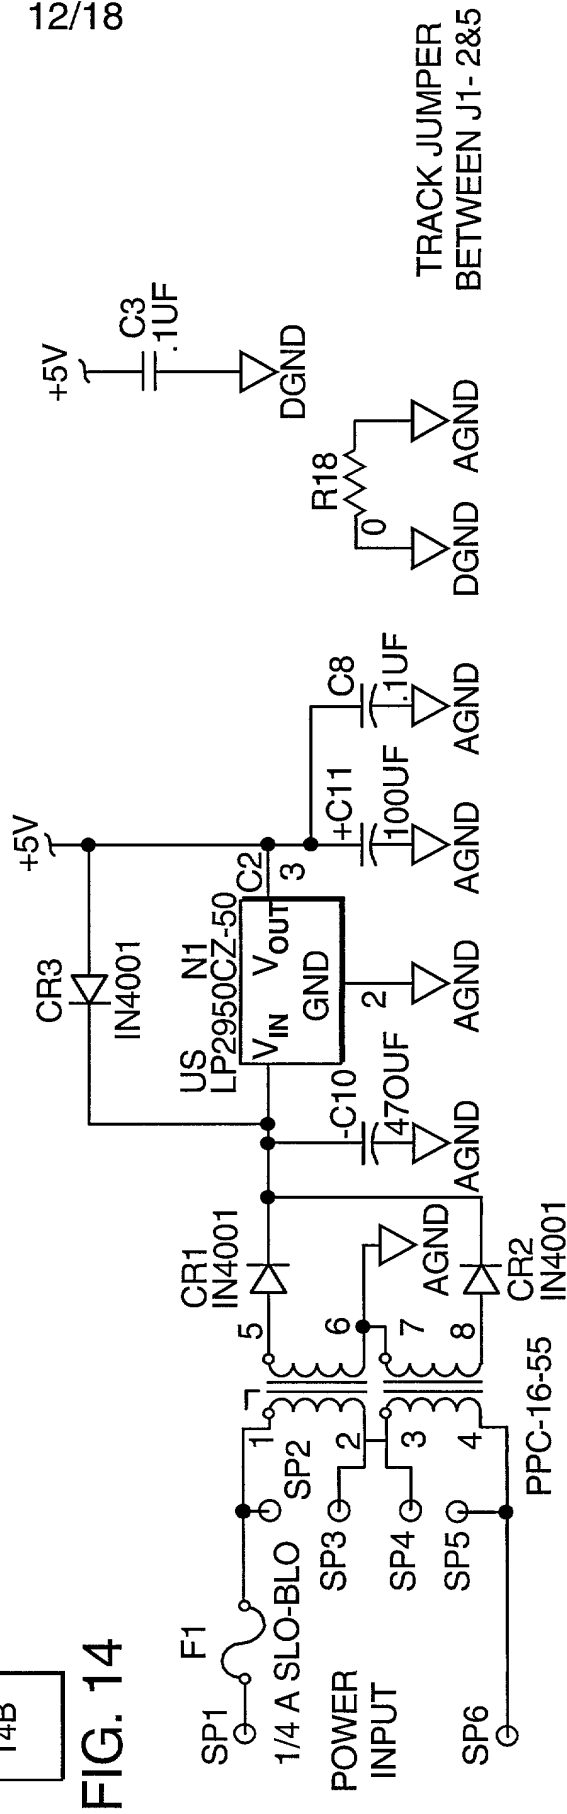 12/18
14B
FIG. 14
SP1
F1
1/4 A SLO-BLO
SP2
POWER
INPUT
SP3
SP4
SP5
SP6
1
2
3
4
5
6
7
8
PPC-16-55
CR1
IN4001
AGND
CR2
IN4001
CR3
IN4001
-C10
470UF
AGND
US
N1
LP2950CZ-50
VIN
VOUT
GND
C2
3
2
AGND
+5V
+C11
100UF
AGND
C8
.1UF
AGND
R18
0
DGND
AGND
+5V
C3
.1UF
DGND
TRACK JUMPER
BETWEEN J1- 2&5